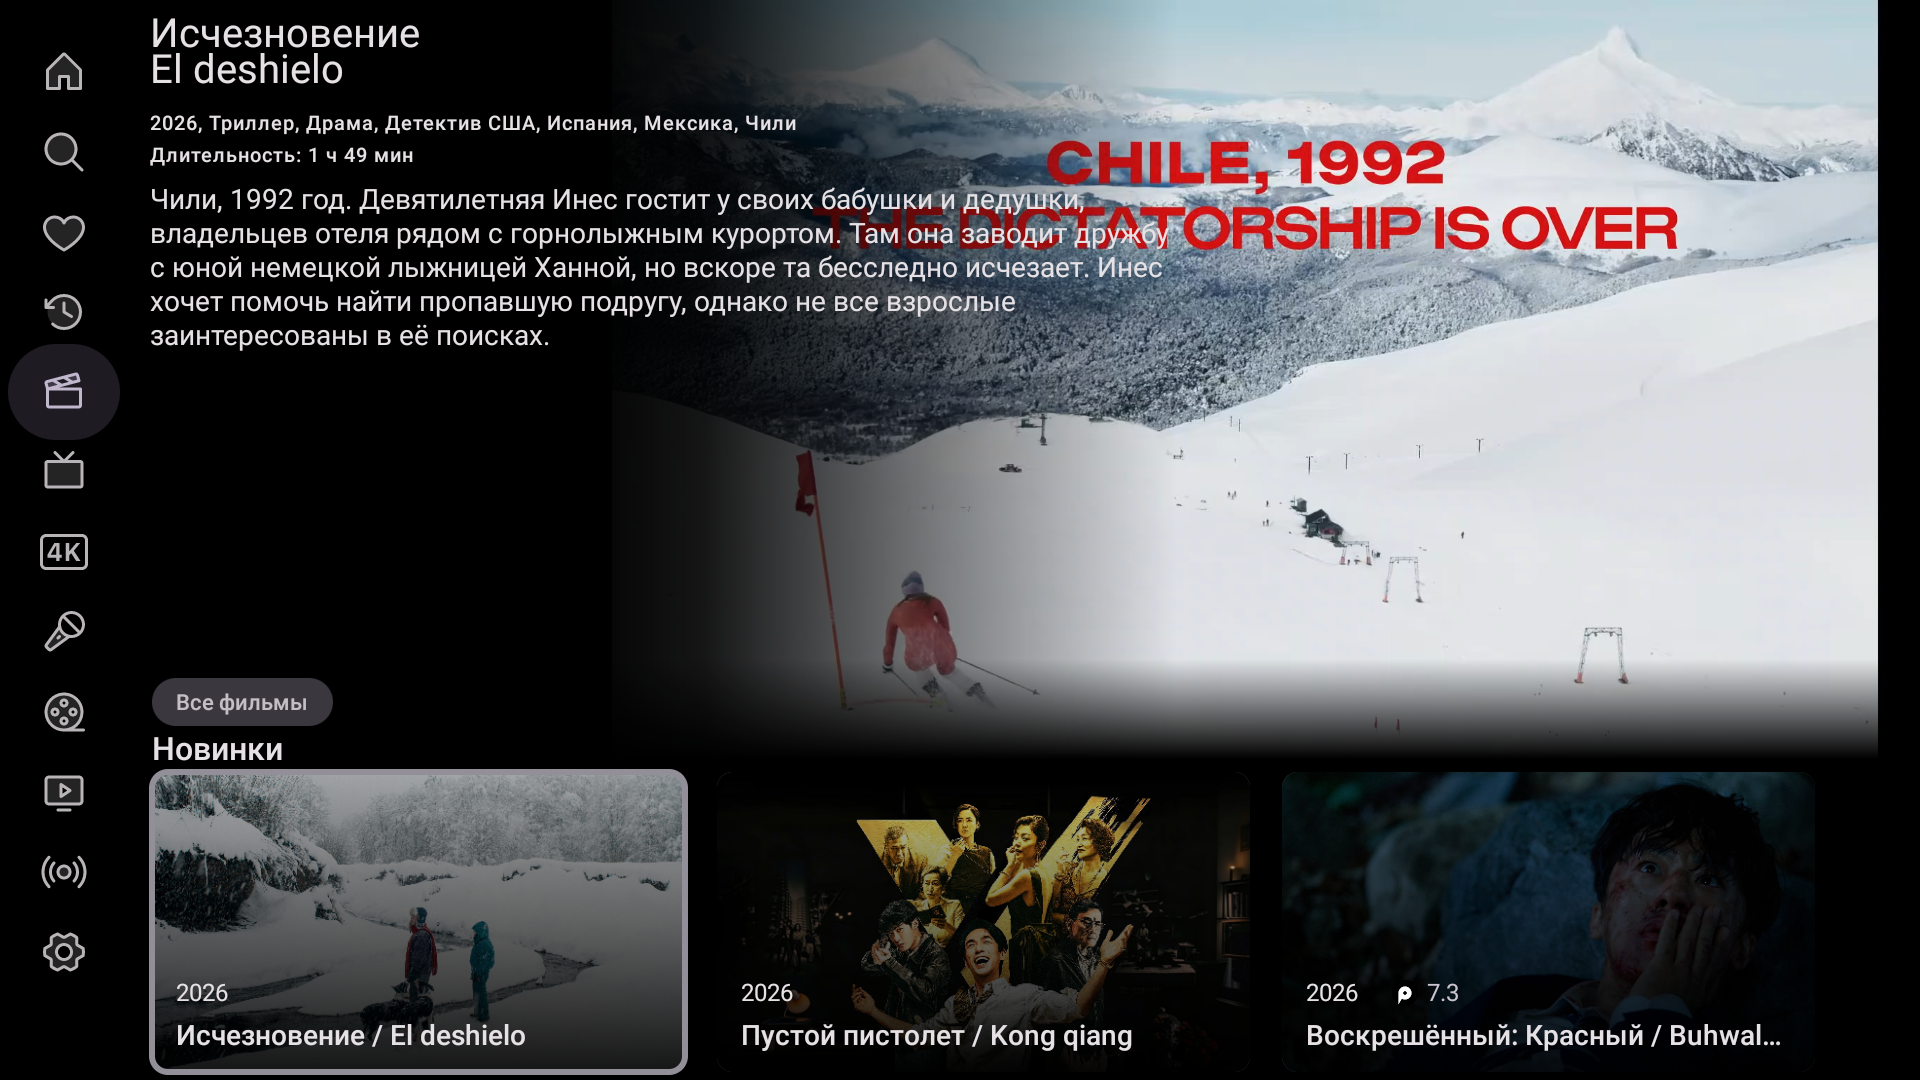 Исчезновение
El deshielo
2026, Триллер, Драма, Детектив США, Испания, Мексика, Чили
Длительность: 1 ч 49 мин
CHILE, 1992
THE DICTATORSHIP IS OVER
Чили, 1992 год. Девятилетняя Инес гостит у своих бабушки и дедушки,
владельцев отеля рядом с горнолыжным курортом. Там она заводит дружбу
с юной немецкой лыжницей Ханной, но вскоре та бесследно исчезает. Инес
хочет помочь найти пропавшую подругу, однако не все взрослые
заинтересованы в её поисках.
4K
Все фильмы
Новинки
2026
Исчезновение / El deshielo
2026
Пустой пистолет / Kong qiang
2026 7.3
Воскрешённый: Красный / Buhwal...